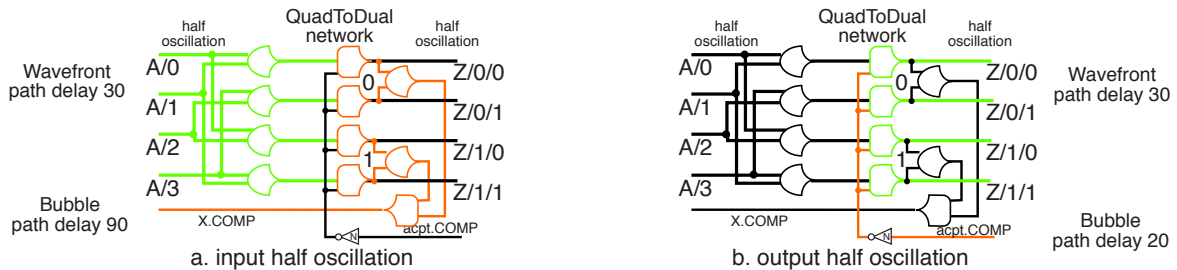 QuadToDual
network
half
oscillation
half
oscillation
Wavefront
path delay 30
A/0
A/1
A/2
A/3
0
1
Z/0/0
Z/0/1
Z/1/0
Z/1/1
Bubble
path delay 90
X.COMP
N
acpt.COMP
a. input half oscillation
QuadToDual
network
half
oscillation
half
oscillation
A/0
A/1
A/2
A/3
0
1
Z/0/0
Z/0/1
Z/1/0
Z/1/1
Wavefront
path delay 30
X.COMP
N
acpt.COMP
Bubble
path delay 20
b. output half oscillation